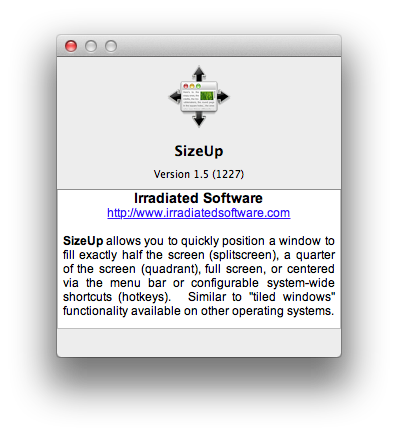 SizeUp
Version 1.5 (1227)
Irradiated Software
http://www.irradiatedsoftware.com
SizeUp allows you to quickly position a window to
fill exactly half the screen (splitscreen), a quarter
of the screen (quadrant), full screen, or centered
via the menu bar or configurable system-wide
shortcuts (hotkeys).  Similar to "tiled windows"
functionality available on other operating systems.